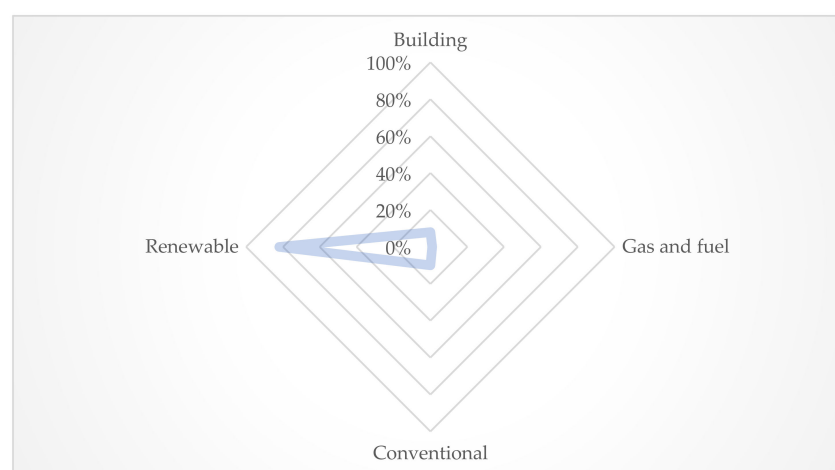 Building
100%
80%
60%
40%
20%
Renewable
0%
Gas and fuel
Conventional